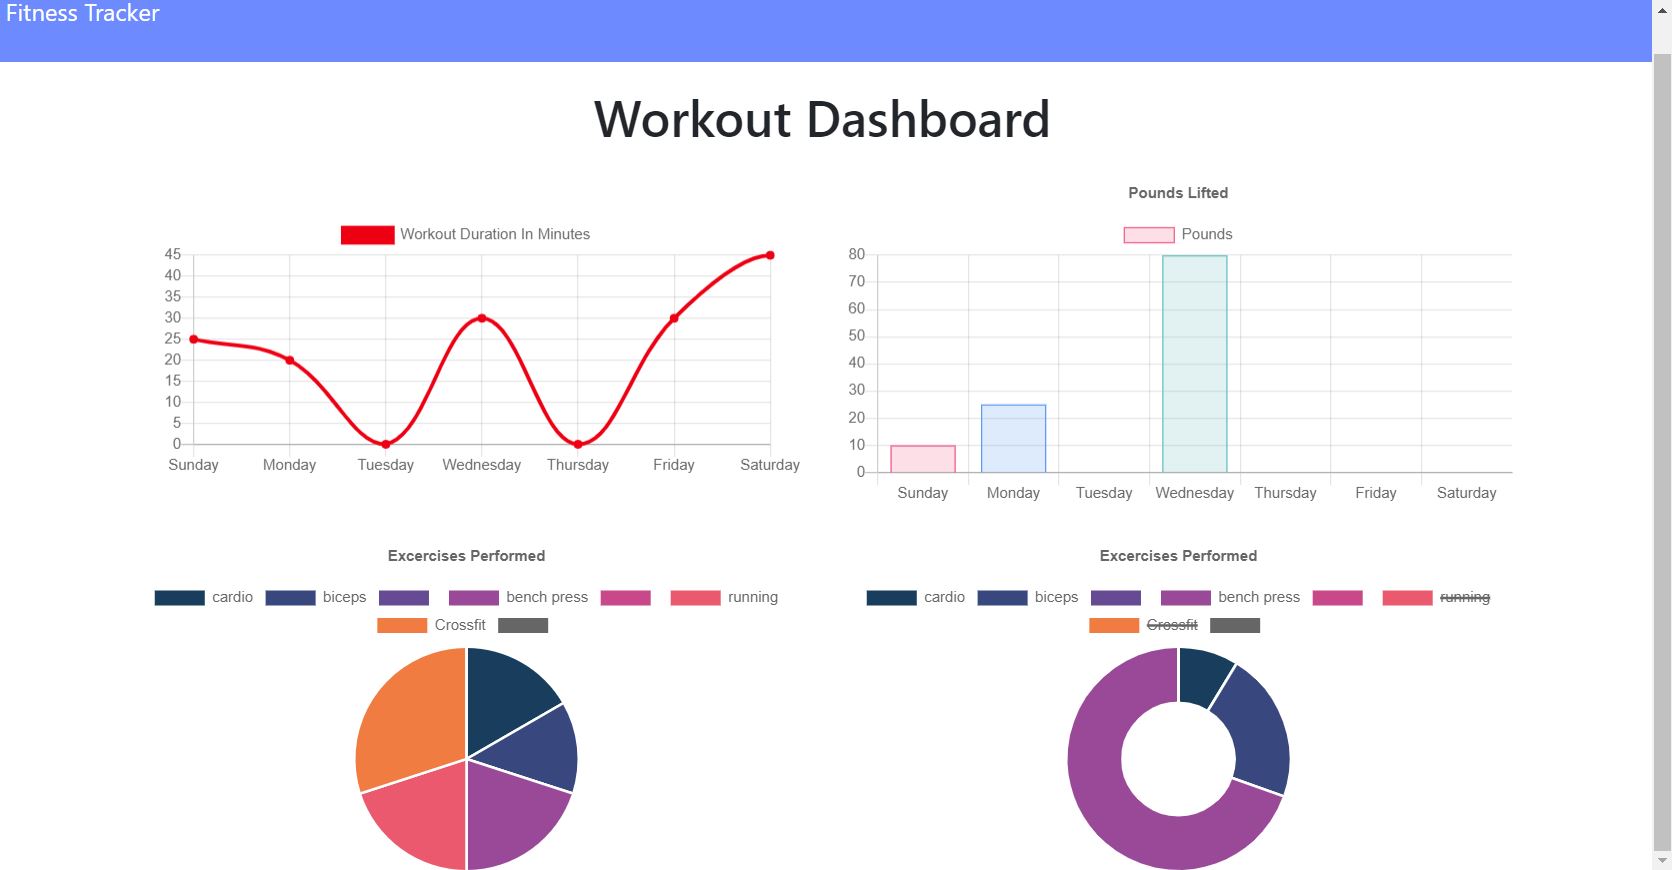 Fitness Tracker
Workout Dashboard
Workout Duration In Minutes
45
40
35
30
25
20
15
10
5
0
Sunday Monday Tuesday Wednesday Thursday Friday Saturday
Pounds Lifted
Pounds
80
70
60
50
40
30
20
10
0
Sunday Monday Tuesday Wednesday Thursday Friday Saturday
Excercises Performed
cardio biceps bench press running
Crossfit
Excercises Performed
cardio biceps bench press running
Crossfit